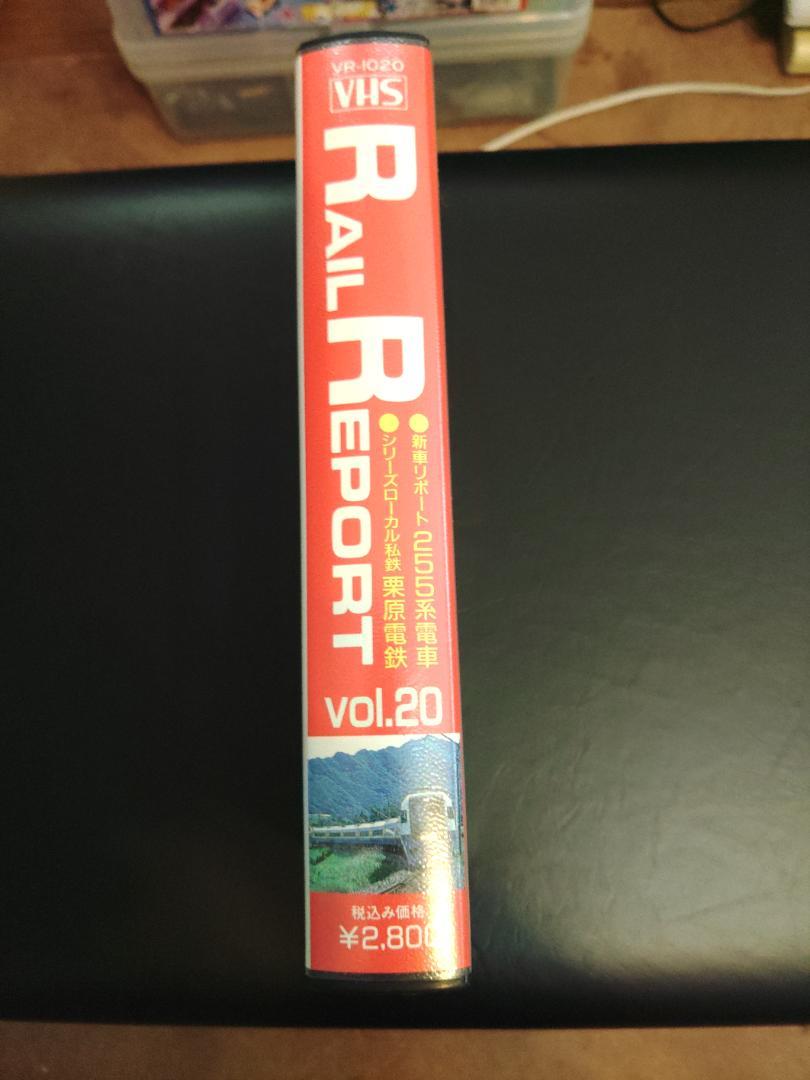 VR-1020
VHS
RAIL REPORT
●新車リポート 255系電車
●シリーズローカル私鉄 栗原電鉄
vol.20
税込み価格
¥2,800